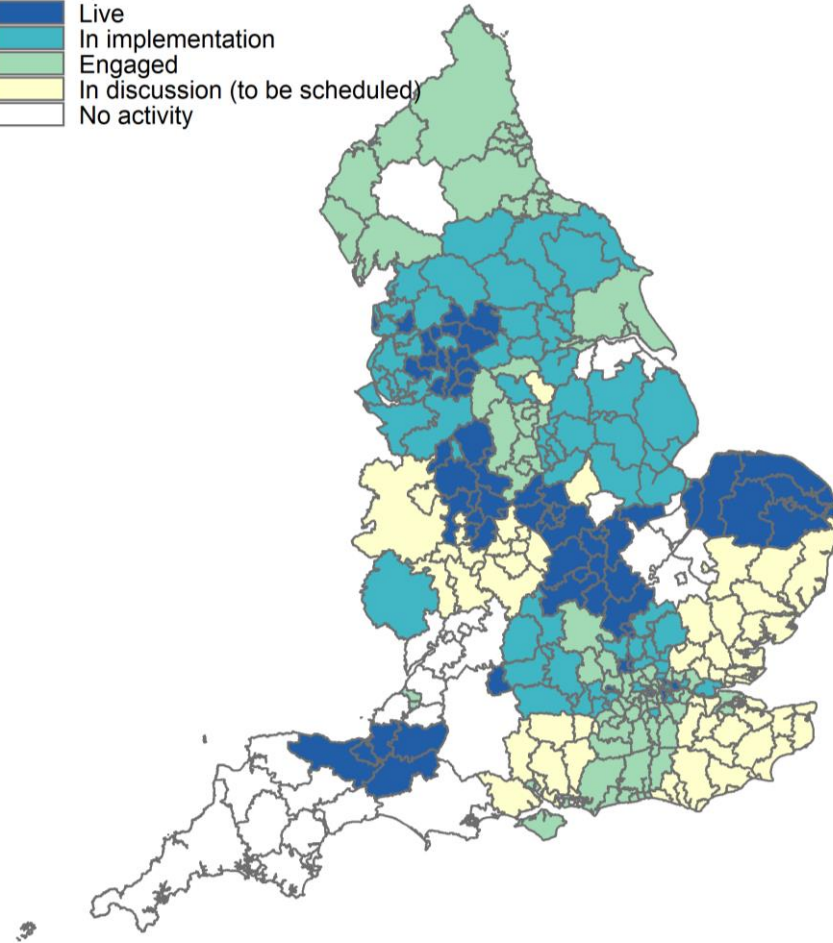 Live
In implementation
Engaged
In discussion (to be scheduled)
No activity